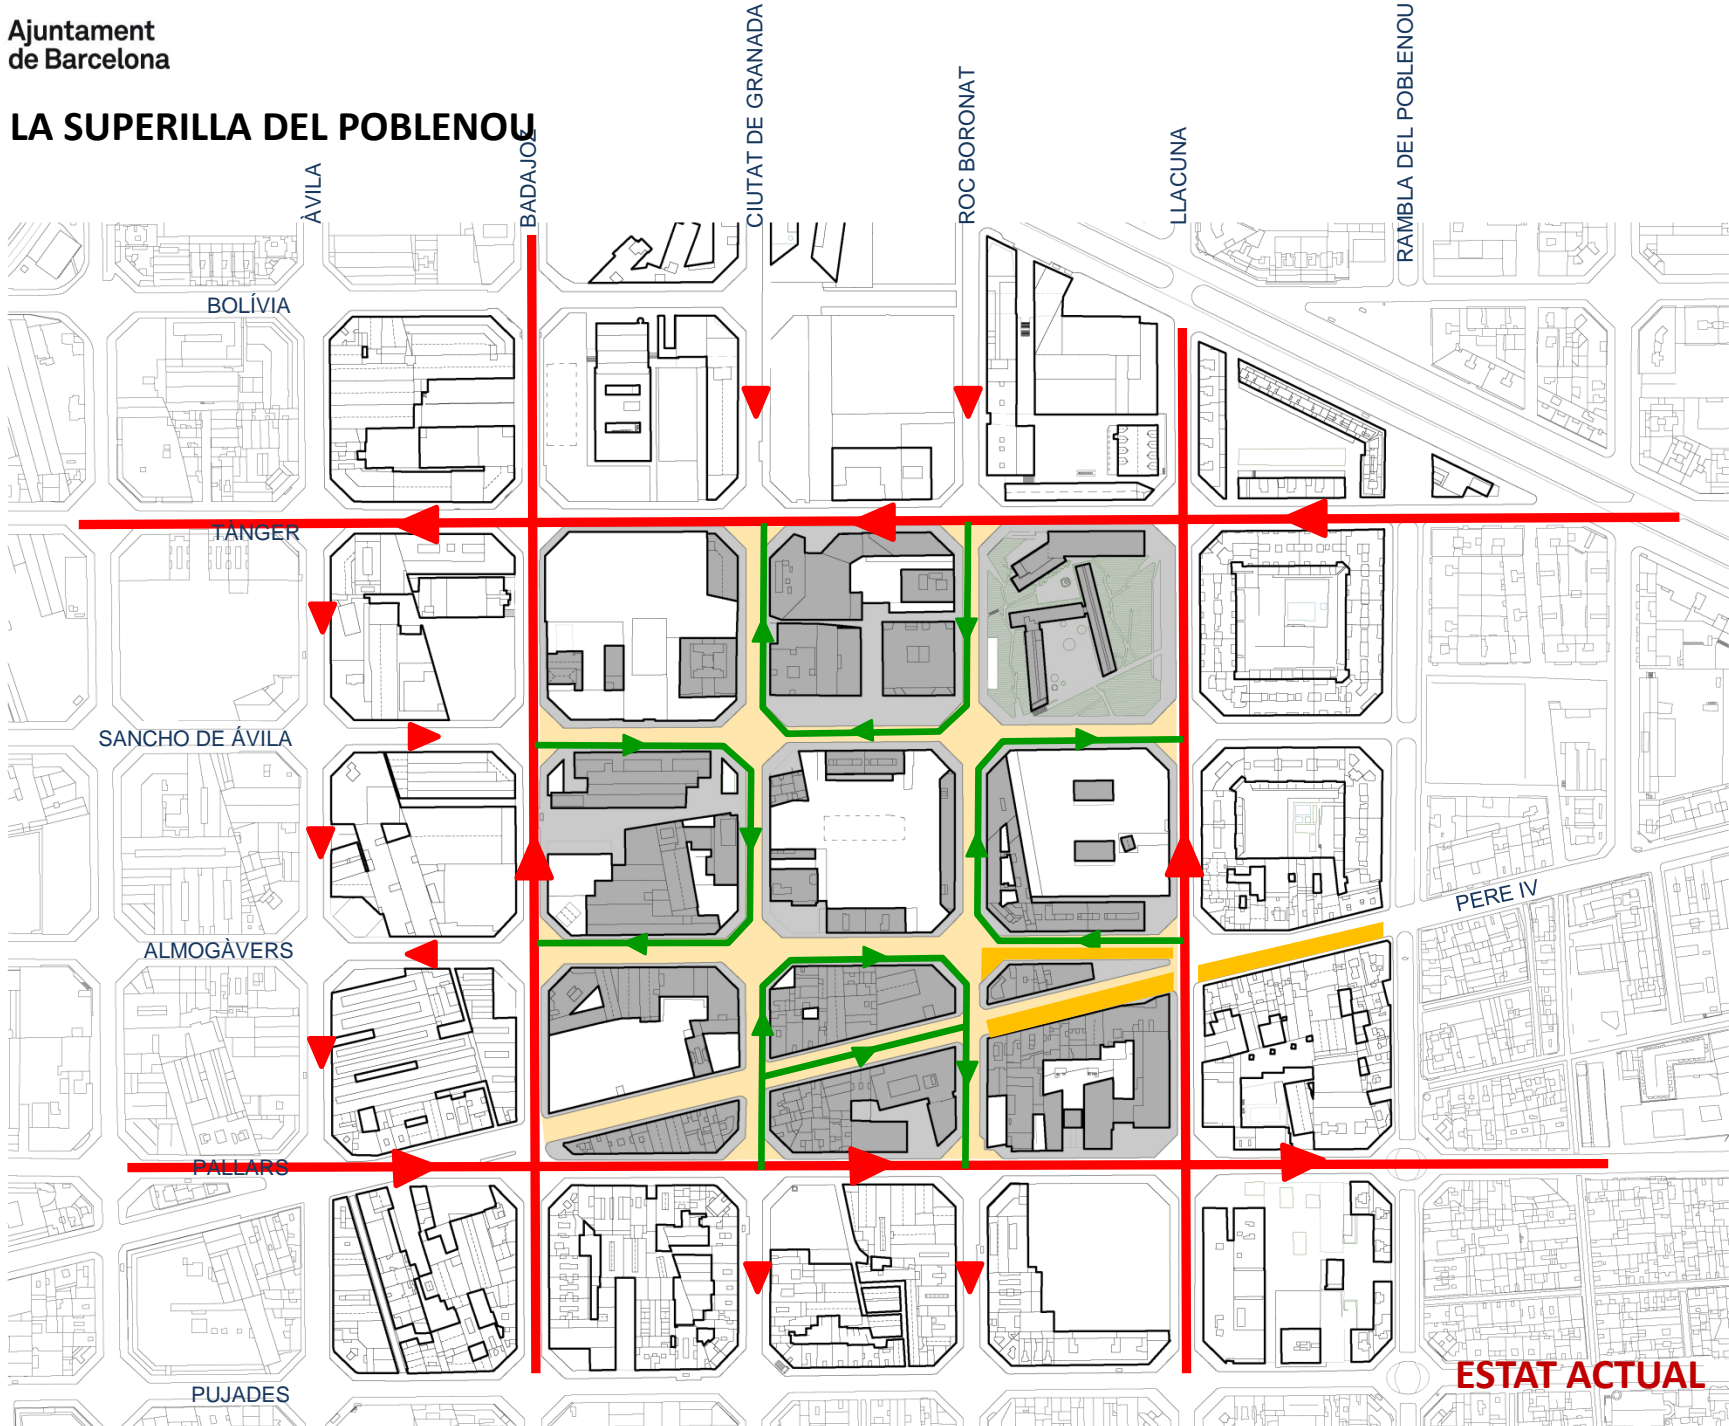 Ajuntament
de Barcelona
LA SUPERILLA DEL POBLENOU
ÀVILA
BADAJOZ
CIUTAT DE GRANADA
ROC BORONAT
LLACUNA
RAMBLA DEL POBLENOU
BOLÍVIA
TÀNGER
SANCHO DE ÁVILA
PERE IV
ALMOGÀVERS
PALLARS
ESTAT ACTUAL
PUJADES